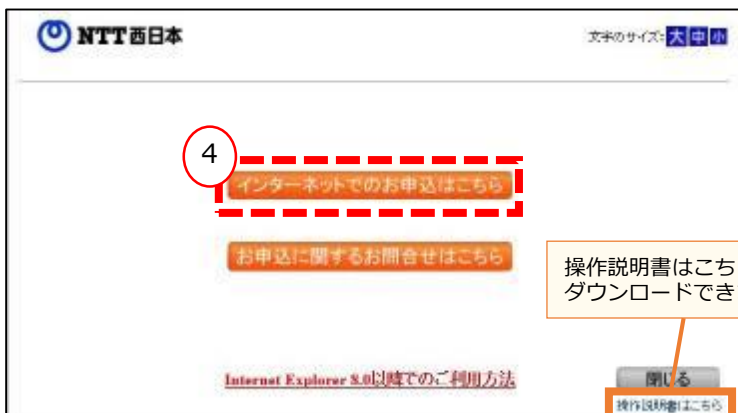 NTT西日本
文字のサイズ: 大 中 小
4
インターネットでのお申込はこちら
お申込に関するお問合せはこちら
操作説明書はこち
ダウンロードでき
Internet Explorer 8.0以降でのご利用方法
閉じる
操作説明書はこちら